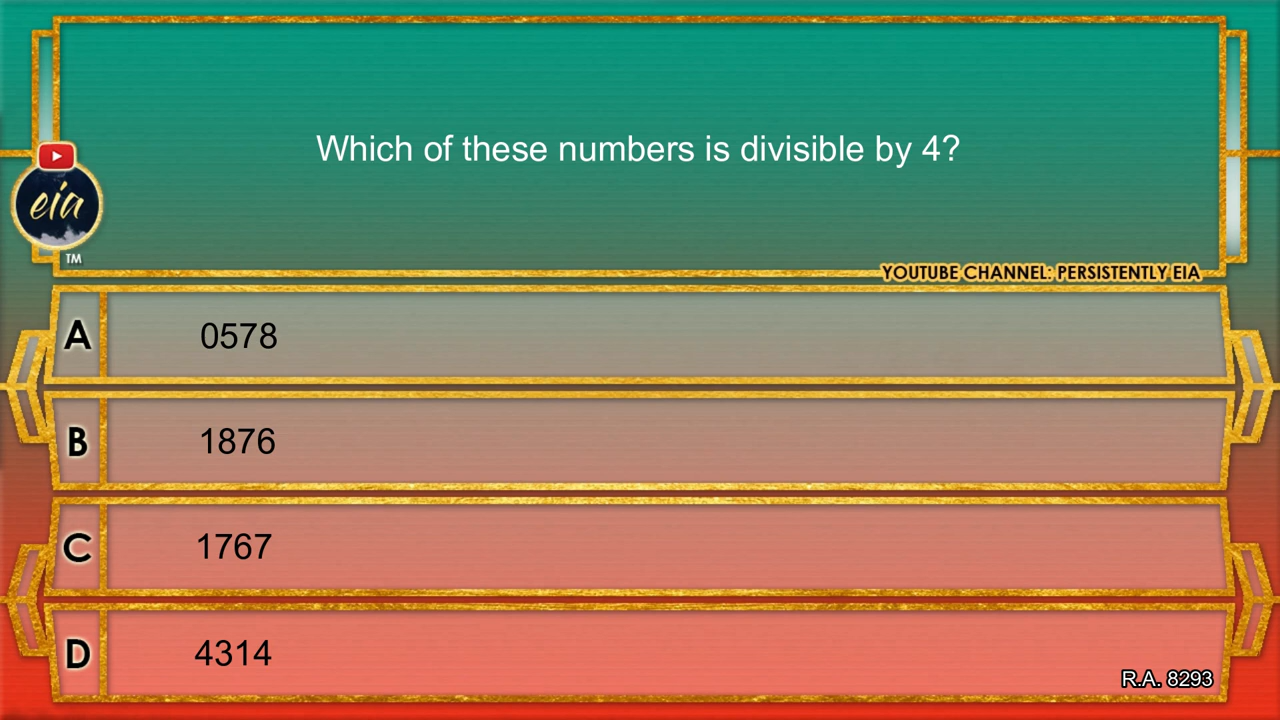 Which of these numbers is divisible by 4?
eia
TM
YOUTUBE CHANNEL: PERSISTENTLY EIA
A 0578
B 1876
C 1767
D 4314
R.A. 8293